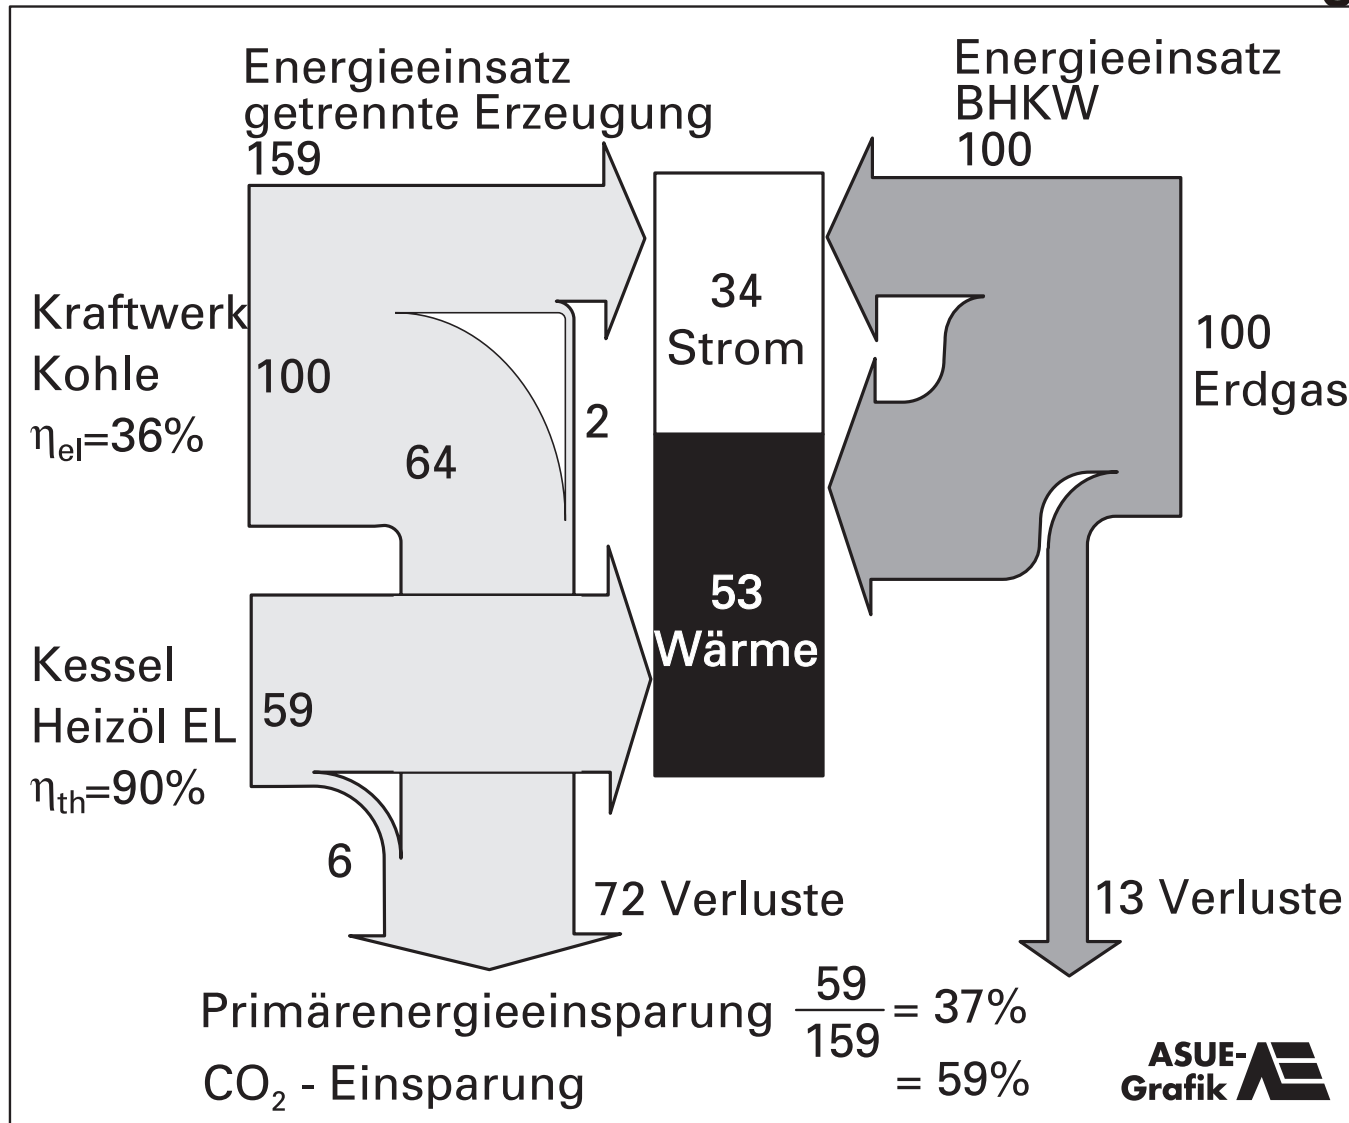 Energieeinsatz
getrennte Erzeugung
159
Energieeinsatz
BHKW
100
Kraftwerk
Kohle
ηel=36%
100
64
2
34
Strom
100
Erdgas
53
Wärme
Kessel
Heizöl EL
ηth=90%
59
6
72 Verluste
13 Verluste
Primärenergieeinsparung 59/159 = 37%
CO₂ - Einsparung = 59%
ASUE-
Grafik